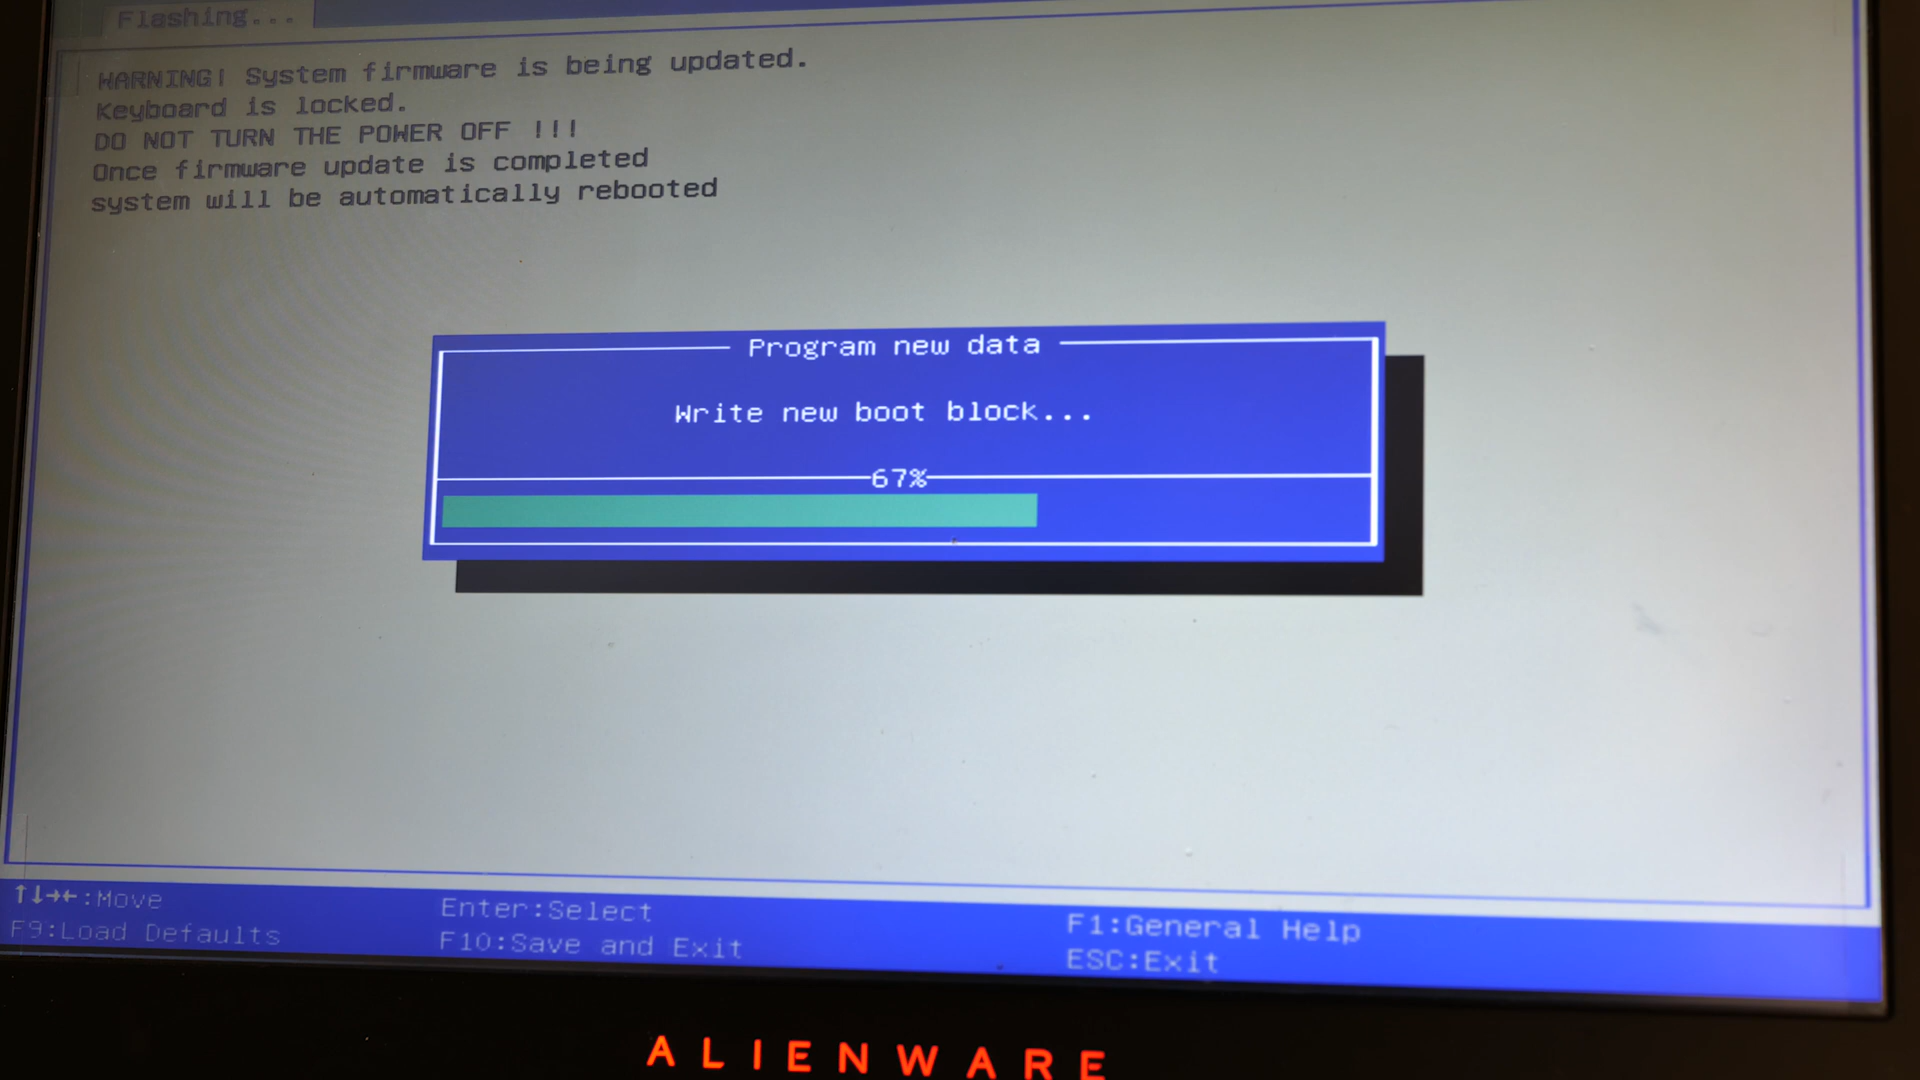 Flashing...
WARNING! System firmware is being updated.
Keyboard is locked.
DO NOT TURN THE POWER OFF !!!
Once firmware update is completed
system will be automatically rebooted
Program new data
Write new boot block...
67%
↑↓→←:Move
Enter:Select
F1:General Help
F9:Load Defaults
F10:Save and Exit
ESC:Exit
ALIENWARE